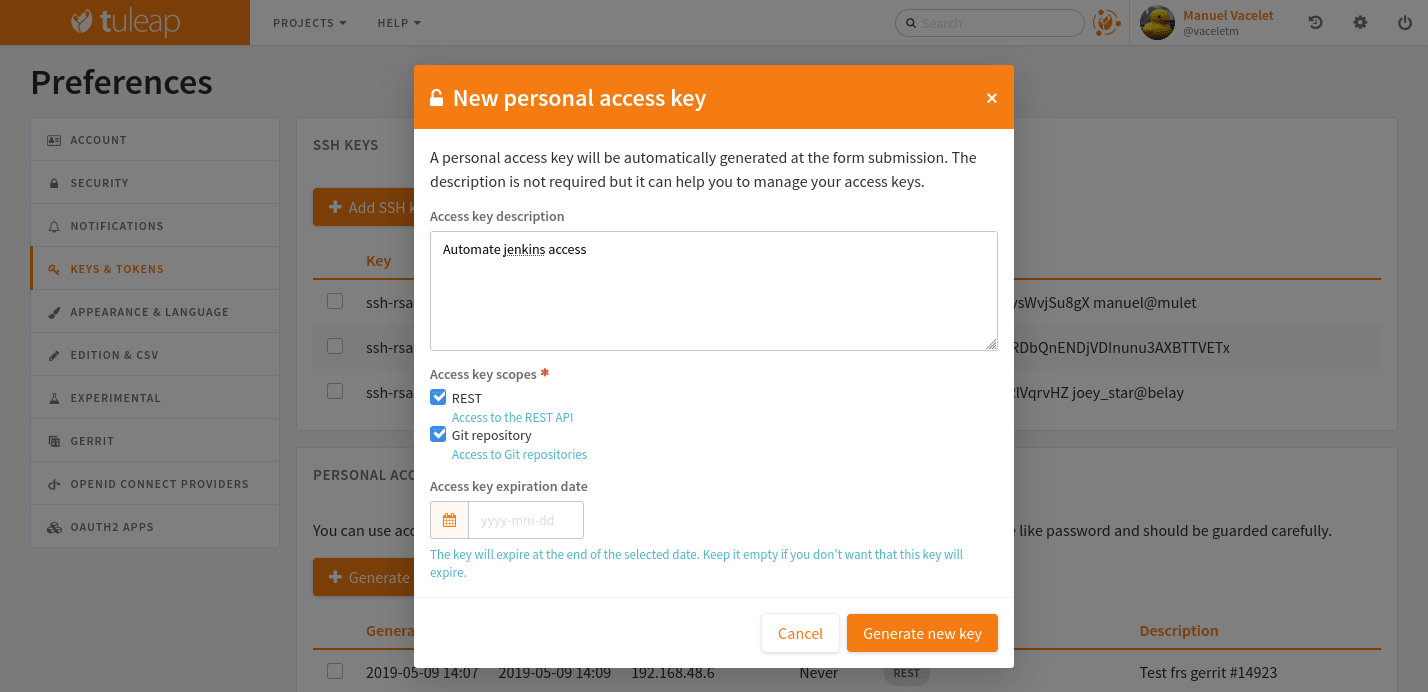 tuleap
PROJECTS
HELP
Search
Manuel Vacelet
@vaceletm
Preferences
ACCOUNT
SECURITY
NOTIFICATIONS
KEYS & TOKENS
APPEARANCE & LANGUAGE
EDITION & CSV
EXPERIMENTAL
GERRIT
OPENID CONNECT PROVIDERS
OAUTH2 APPS
SSH KEYS
Add SSH
Key
ssh-rsa
vsWvjSu8gX manuel@mulet
ssh-rsa
RDbQnENDjVDInunu3AXBTTVETx
ssh-rsa
lVqrvHZ joey_star@belay
PERSONAL ACC
You can use acc
like password and should be guarded carefully.
Generate
Genera
Description
2019-05-09 14:07 2019-05-09 14:09 192.168.48.6 Never REST Test frs gerrit #14923
New personal access key
×
A personal access key will be automatically generated at the form submission. The
description is not required but it can help you to manage your access keys.
Access key description
Automate jenkins access
Access key scopes *
REST
Access to the REST API
Git repository
Access to Git repositories
Access key expiration date
yyyy-mm-dd
The key will expire at the end of the selected date. Keep it empty if you don't want that this key will
expire.
Cancel
Generate new key